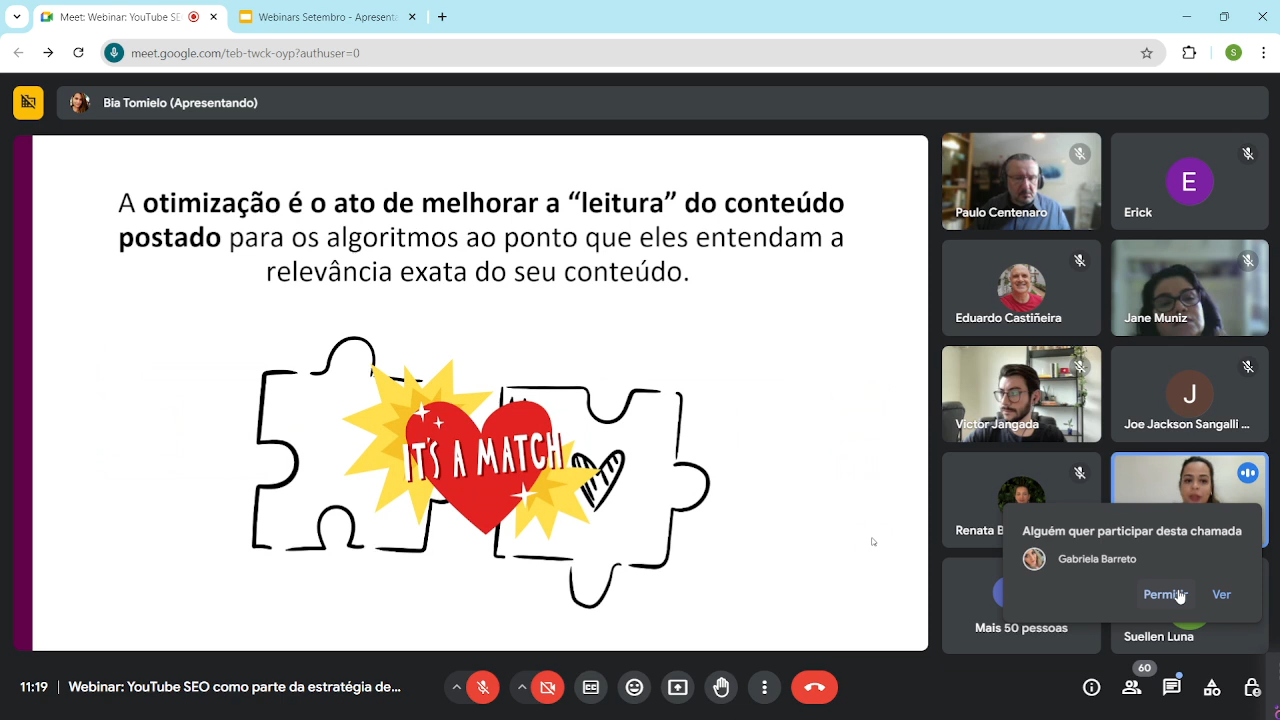 Meet: Webinar: YouTube SE
Webinars Setembro - Apresenta
meet.google.com/teb-twck-oyp?authuser=0
S
Bia Tomielo (Apresentando)
A otimização é o ato de melhorar a “leitura” do conteúdo
postado para os algoritmos ao ponto que eles entendam a
relevância exata do seu conteúdo.
IT'S A MATCH
Paulo Centenaro
E
Erick
Eduardo Castiñeira
Jane Muniz
Victor Jangada
J
Joe Jackson Sangalli ...
Renata B
Alguém quer participar desta chamada
Gabriela Barreto
Permitir
Ver
Mais 50 pessoas
Suellen Luna
11:19 | Webinar: YouTube SEO como parte da estratégia de...
60